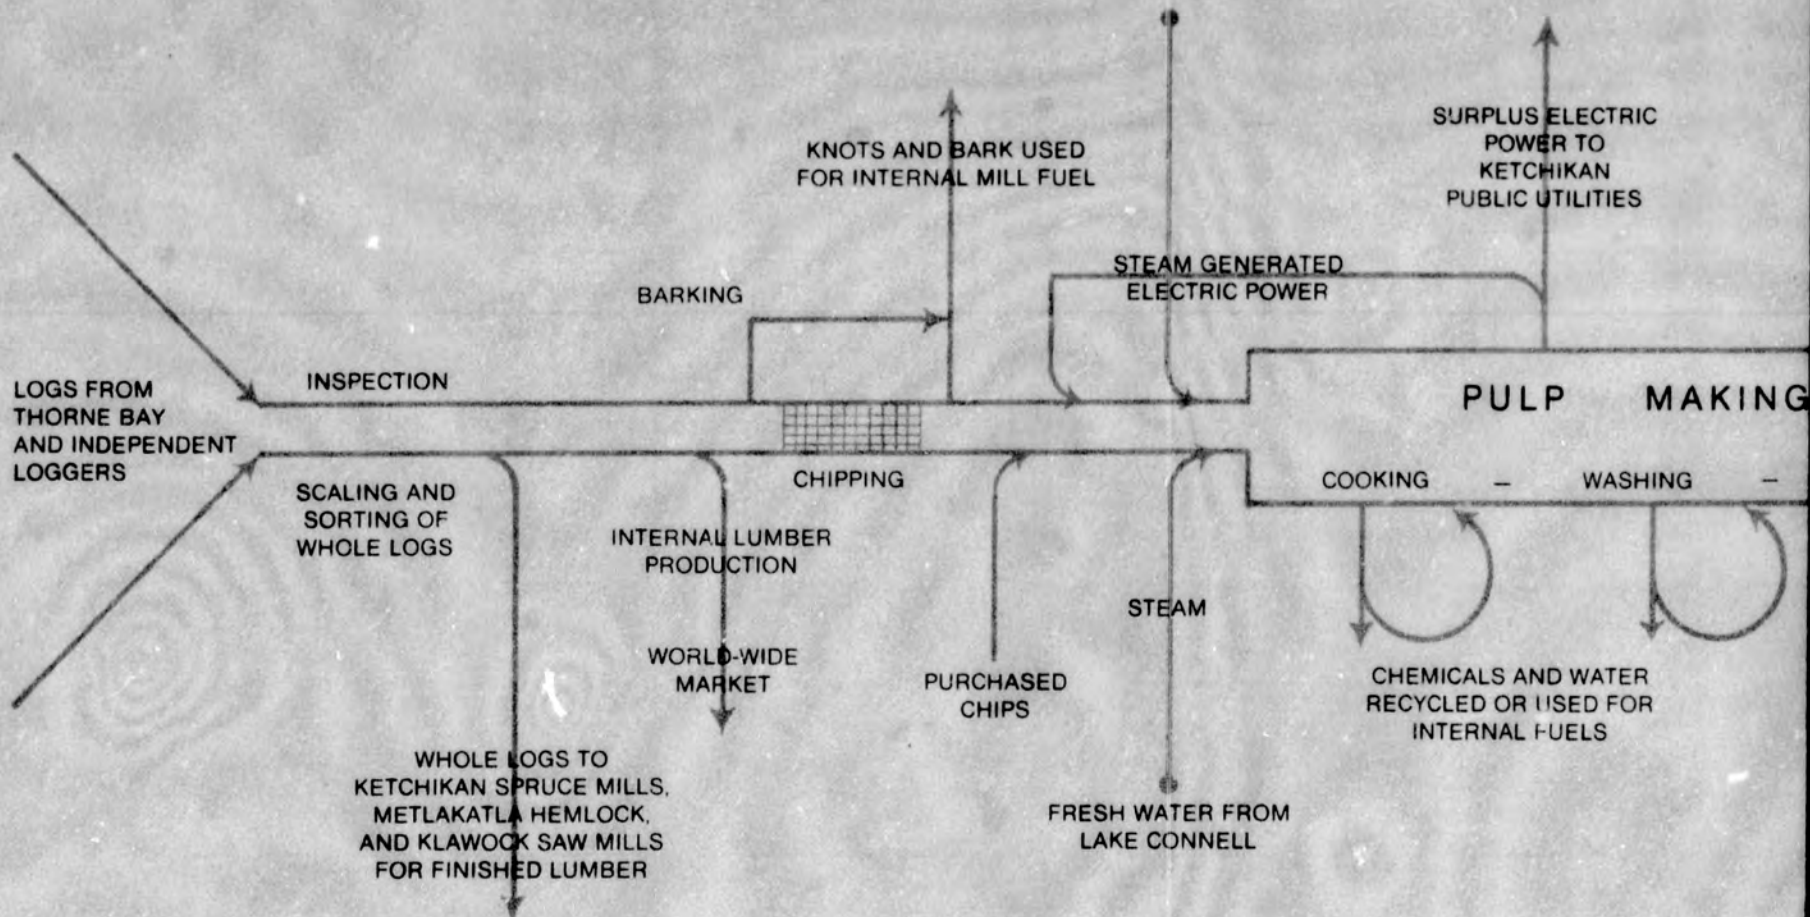 KNOTS AND BARK USED
FOR INTERNAL MILL FUEL
SURPLUS ELECTRIC
POWER TO
KETCHIKAN
PUBLIC UTILITIES
STEAM GENERATED
ELECTRIC POWER
BARKING
LOGS FROM
THORNE BAY
AND INDEPENDENT
LOGGERS
INSPECTION
PULP MAKING
SCALING AND
SORTING OF
WHOLE LOGS
CHIPPING
COOKING – WASHING –
INTERNAL LUMBER
PRODUCTION
WORLD-WIDE
MARKET
PURCHASED
CHIPS
STEAM
CHEMICALS AND WATER
RECYCLED OR USED FOR
INTERNAL FUELS
WHOLE LOGS TO
KETCHIKAN SPRUCE MILLS,
METLAKATLA HEMLOCK,
AND KLAWOCK SAW MILLS
FOR FINISHED LUMBER
FRESH WATER FROM
LAKE CONNELL